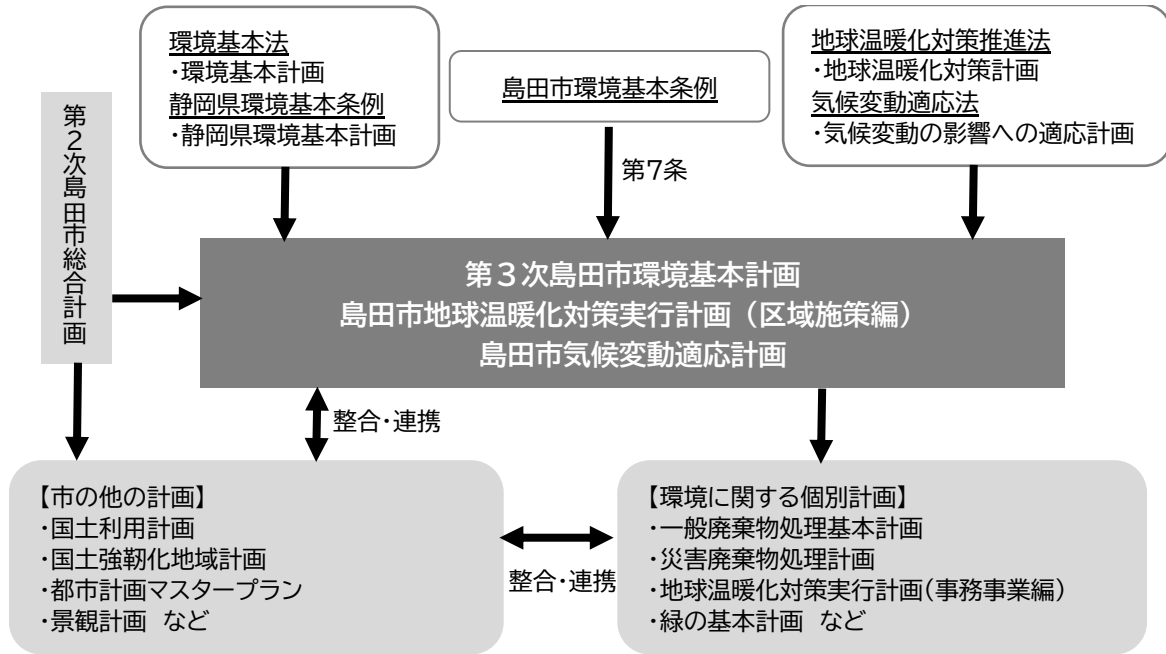 環境基本法
・環境基本計画
静岡県環境基本条例
・静岡県環境基本計画
島田市環境基本条例
地球温暖化対策推進法
・地球温暖化対策計画
気候変動適応法
・気候変動の影響への適応計画
第2次島田市総合計画
第7条
第３次島田市環境基本計画
島田市地球温暖化対策実行計画（区域施策編）
島田市気候変動適応計画
整合・連携
【市の他の計画】
・国土利用計画
・国土強靭化地域計画
・都市計画マスタープラン
・景観計画 など
整合・連携
【環境に関する個別計画】
・一般廃棄物処理基本計画
・災害廃棄物処理計画
・地球温暖化対策実行計画(事務事業編)
・緑の基本計画 など